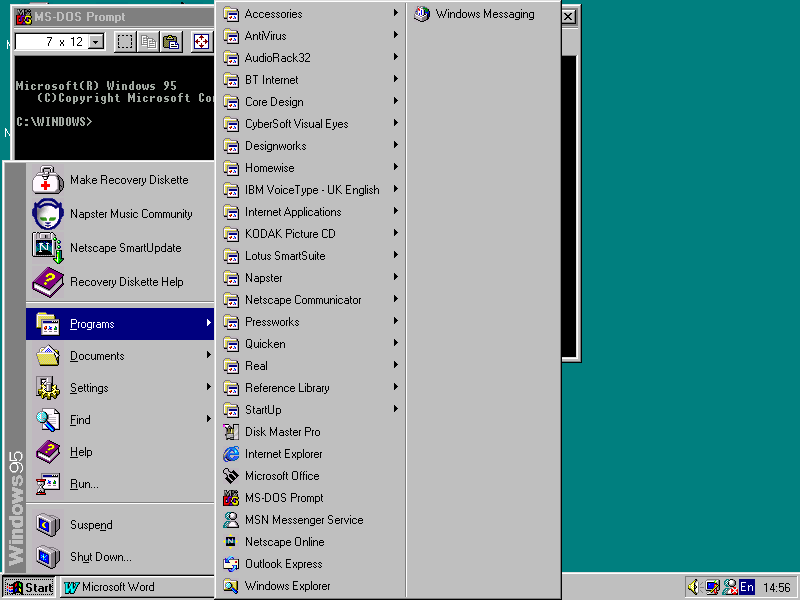 MS-DOS Prompt
7 x 12
Microsoft(R) Windows 95
(C)Copyright Microsoft Co
C:\WINDOWS>
Make Recovery Diskette
Napster Music Community
Netscape SmartUpdate
Recovery Diskette Help
Programs
Documents
Settings
Find
Help
Run...
Suspend
Shut Down...
Windows95
Accessories
AntiVirus
AudioRack32
BT Internet
Core Design
CyberSoft Visual Eyes
Designworks
Homewise
IBM VoiceType - UK English
Internet Applications
KODAK Picture CD
Lotus SmartSuite
Napster
Netscape Communicator
Pressworks
Quicken
Real
Reference Library
StartUp
Disk Master Pro
Internet Explorer
Microsoft Office
MS-DOS Prompt
MSN Messenger Service
Netscape Online
Outlook Express
Windows Explorer
Windows Messaging
Start
Microsoft Word
En
14:56